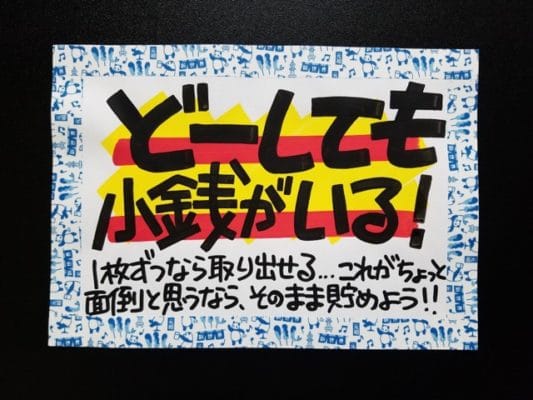 どーしても
小銭がいる!
1枚ずつなら取り出せる...これがちょっと
面倒と思うなら、そのまま貯めよう!!